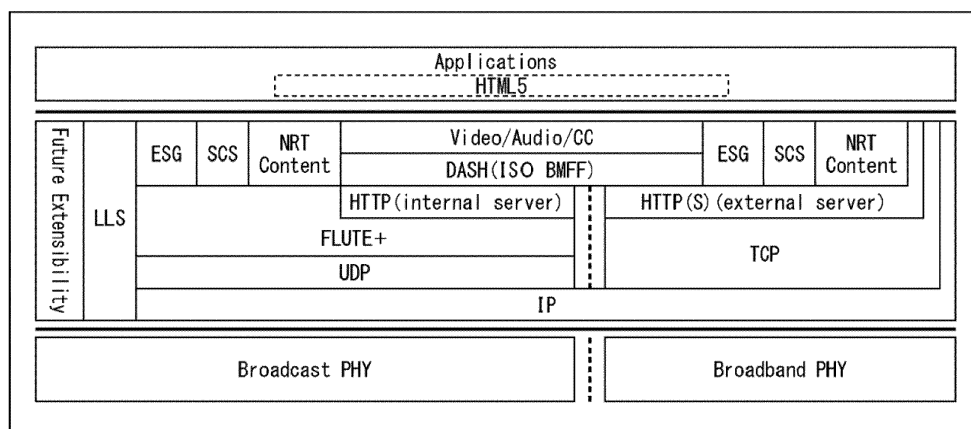 Applications
HTML5
Future Extensibility
LLS
ESG
SCS
NRT
Content
Video/Audio/CC
DASH(ISO BMFF)
ESG
SCS
NRT
Content
HTTP(internal server)
HTTP(S)(external server)
FLUTE+
TCP
UDP
IP
Broadcast PHY
Broadband PHY